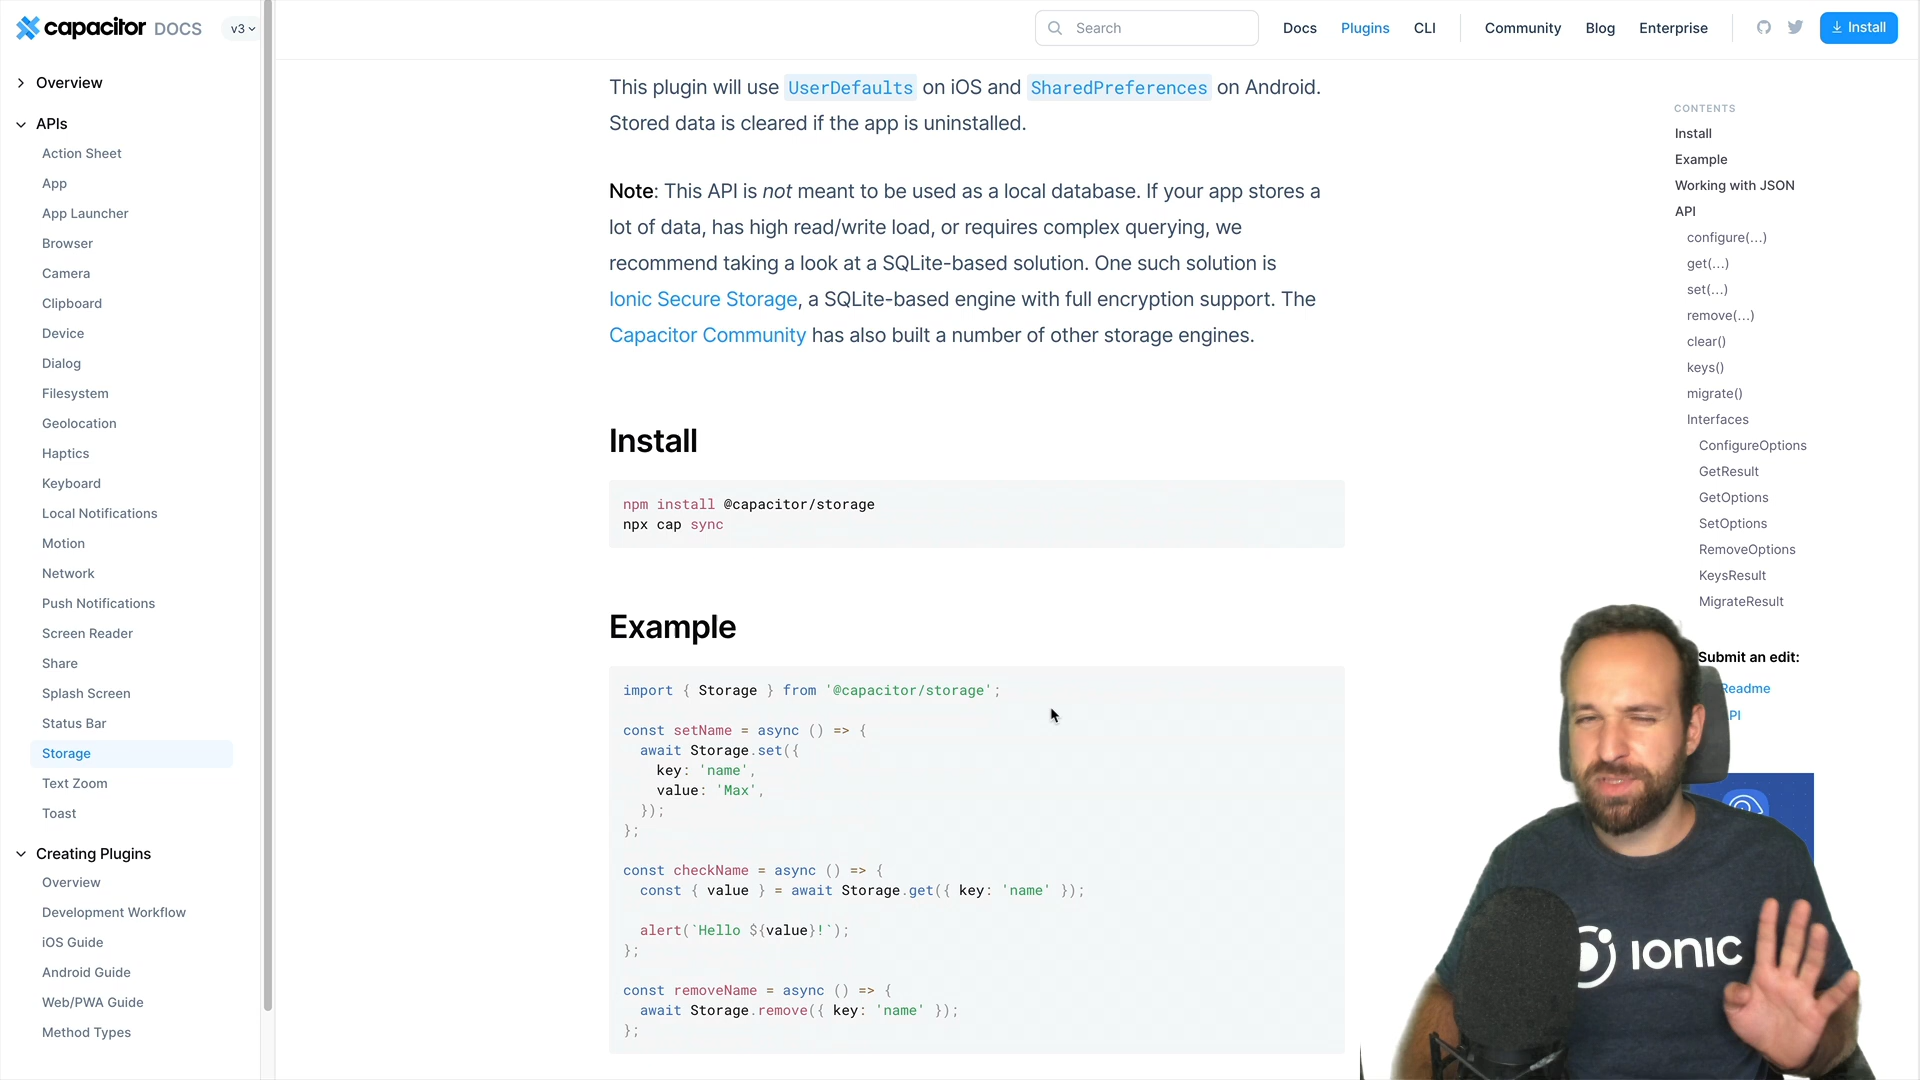 capacitor DOCS v3
Search
Docs
Plugins
CLI
Community
Blog
Enterprise
Install
Overview
APIs
Action Sheet
App
App Launcher
Browser
Camera
Clipboard
Device
Dialog
Filesystem
Geolocation
Haptics
Keyboard
Local Notifications
Motion
Network
Push Notifications
Screen Reader
Share
Splash Screen
Status Bar
Storage
Text Zoom
Toast
Creating Plugins
Overview
Development Workflow
iOS Guide
Android Guide
Web/PWA Guide
Method Types
This plugin will use UserDefaults on iOS and SharedPreferences on Android.
Stored data is cleared if the app is uninstalled.
Note: This API is not meant to be used as a local database. If your app stores a
lot of data, has high read/write load, or requires complex querying, we
recommend taking a look at a SQLite-based solution. One such solution is
Ionic Secure Storage, a SQLite-based engine with full encryption support. The
Capacitor Community has also built a number of other storage engines.
Install
npm install @capacitor/storage
npx cap sync
Example
import { Storage } from '@capacitor/storage';
const setName = async () => {
await Storage.set({
key: 'name',
value: 'Max',
});
};
const checkName = async () => {
const { value } = await Storage.get({ key: 'name' });
alert(`Hello ${value}!`);
};
const removeName = async () => {
await Storage.remove({ key: 'name' });
};
CONTENTS
Install
Example
Working with JSON
API
configure(...)
get(...)
set(...)
remove(...)
clear()
keys()
migrate()
Interfaces
ConfigureOptions
GetResult
GetOptions
SetOptions
RemoveOptions
KeysResult
MigrateResult
Submit an edit:
Readme
PI
IONIC